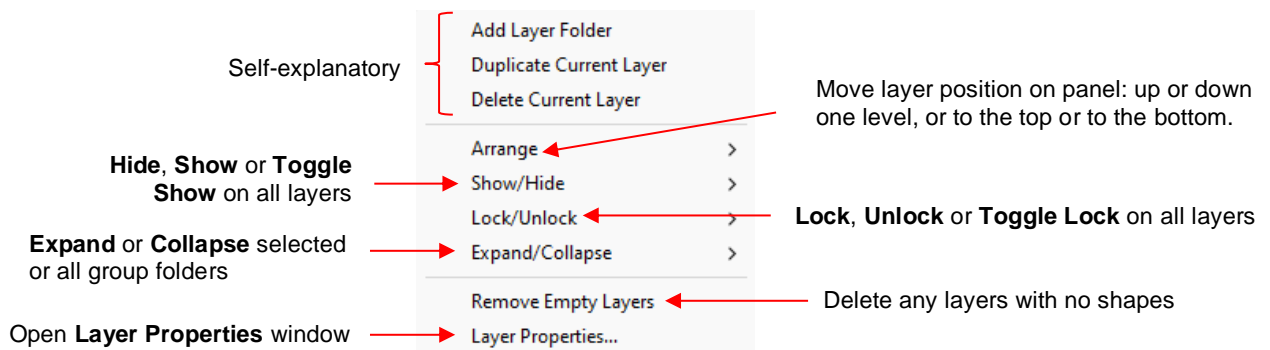 Add Layer Folder
Self-explanatory
Duplicate Current Layer
Delete Current Layer
Move layer position on panel: up or down
one level, or to the top or to the bottom.
Arrange
Hide, Show or Toggle
Show on all layers
Show/Hide
Lock/Unlock
Lock, Unlock or Toggle Lock on all layers
Expand or Collapse selected
or all group folders
Expand/Collapse
Remove Empty Layers
Delete any layers with no shapes
Open Layer Properties window
Layer Properties...